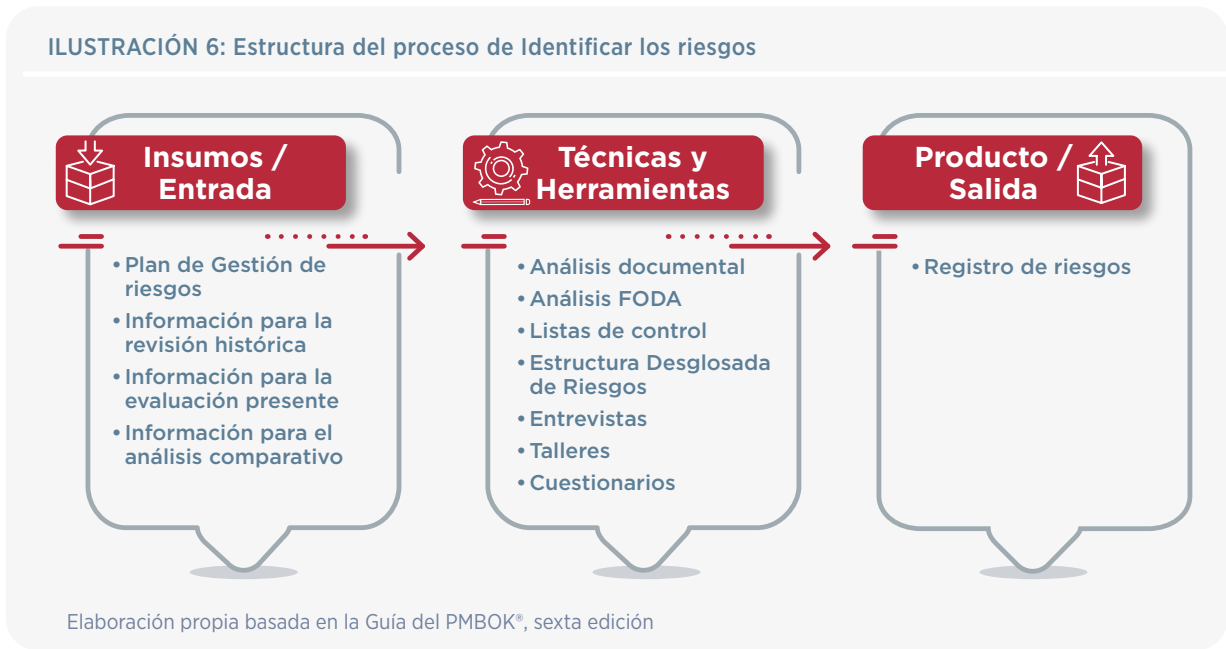 ILUSTRACIÓN 6: Estructura del proceso de Identificar los riesgos
Insumos /
Entrada
• Plan de Gestión de
riesgos
• Información para la
revisión histórica
• Información para la
evaluación presente
• Información para el
análisis comparativo
Técnicas y
Herramientas
• Análisis documental
• Análisis FODA
• Listas de control
• Estructura Desglosada
de Riesgos
• Entrevistas
• Talleres
• Cuestionarios
Producto /
Salida
• Registro de riesgos
Elaboración propia basada en la Guía del PMBOK®, sexta edición